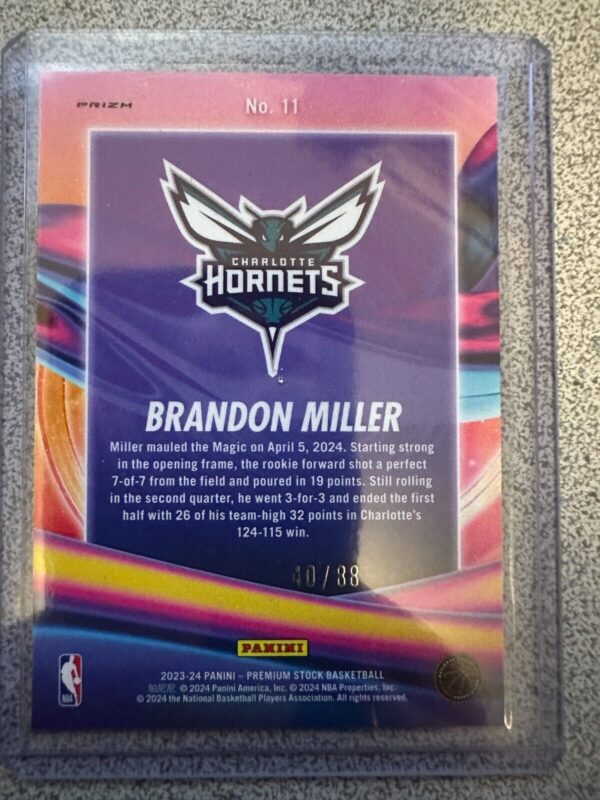 PRIZM
No. 11
CHARLOTTE
HORNETS
BRANDON MILLER
Miller mauled the Magic on April 5, 2024. Starting strong
in the opening frame, the rookie forward shot a perfect
7-of-7 from the field and poured in 19 points. Still rolling
in the second quarter, he went 3-for-3 and ended the first
half with 26 of his team-high 32 points in Charlotte's
124-115 win.
40/88
PANINI
2023-24 PANINI – PREMIUM STOCK BASKETBALL
帕尼尼 © 2024 Panini America, Inc. © 2024 NBA Properties, Inc.
© 2024 the National Basketball Players Association. All rights reserved.
NBA